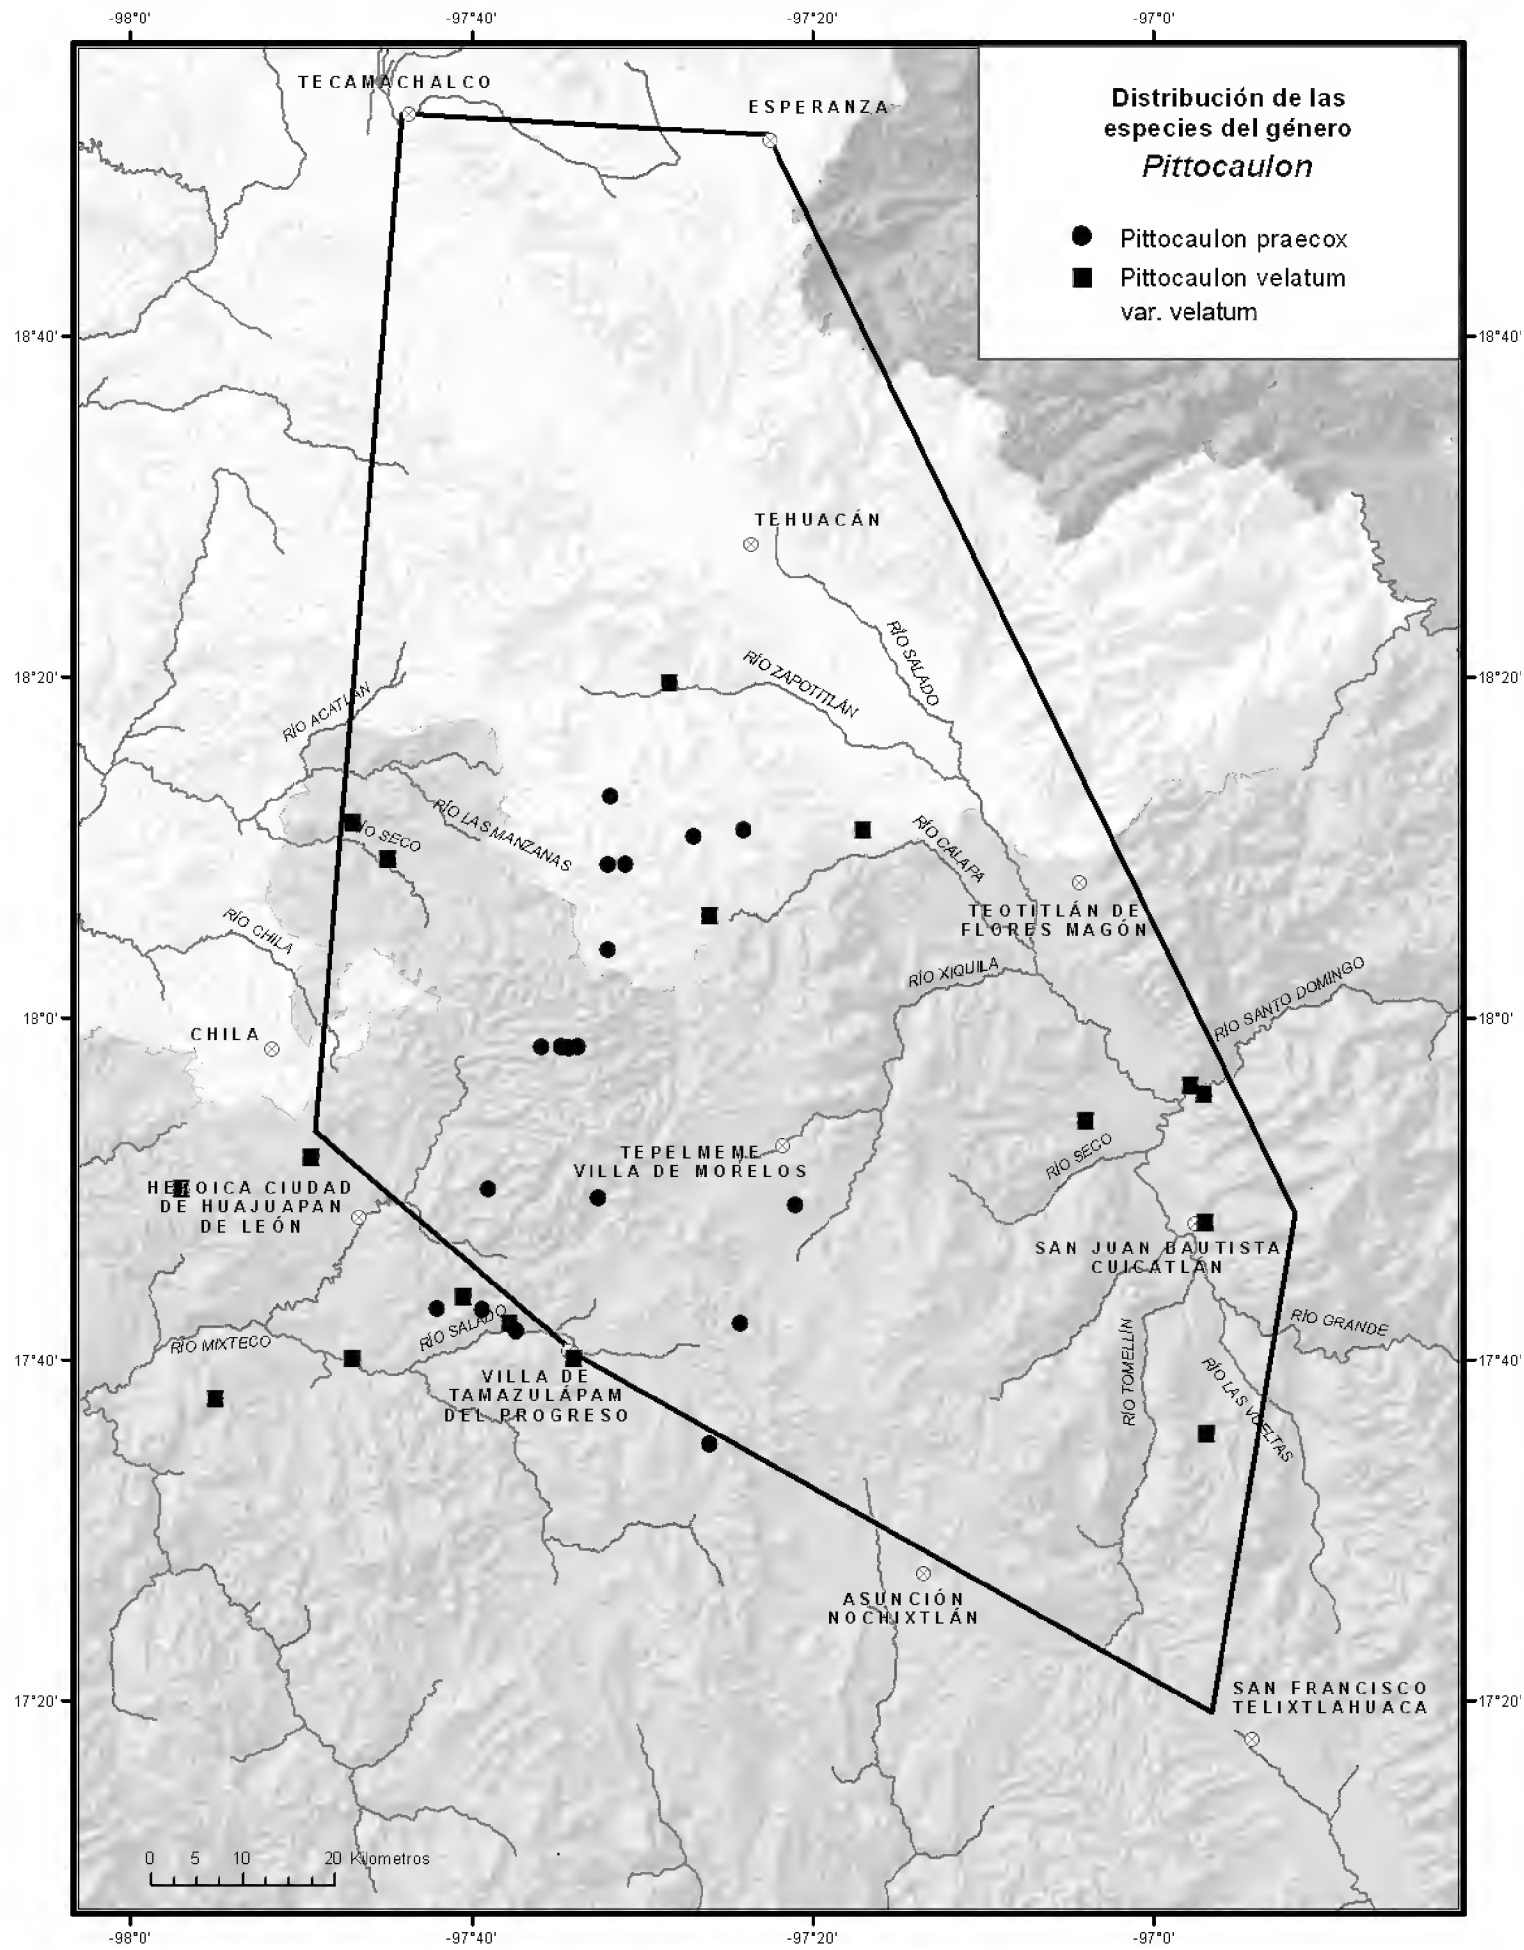 -98°0'
-97°40'
-97°20'
-97°0'
TECAMACHALCO
ESPERANZA
Distribución de las
especies del género
Pittocaulon
Pittocaulon praecox
Pittocaulon velatum
var. velatum
18°40'
-18°40'
TEHUACÁN
RÍO SALADO
RÍO ZAPOTITLÁN
18°20'
-18°20'
RÍO ACATLÁN
RÍO LAS MANZANAS
RÍO SECO
RÍO CALAPA
TEOTITLÁN DE
FLORES MAGÓN
RÍO CHILA
RÍO XIQUILA
RÍO SANTO DOMINGO
18°0'
-18°0'
CHILA
TEPELMEME
VILLA DE MORELOS
RÍO SECO
HEROICA CIUDAD
DE HUAJUAPAN
DE LEÓN
SAN JUAN BAUTISTA
CUICATLÁN
RÍO SALADO
RÍO GRANDE
RÍO MIXTECO
17°40'
-17°40'
RÍO TOMELLÍN
RÍO LAS VUELTAS
VILLA DE
TAMAZULÁPAM
DEL PROGRESO
ASUNCIÓN
NOCHIXTLÁN
SAN FRANCISCO
TELIXTLAHUACA
17°20'
-17°20'
0 5 10 20 Kilometros
-98°0'
-97°40'
-97°20'
-97°0'